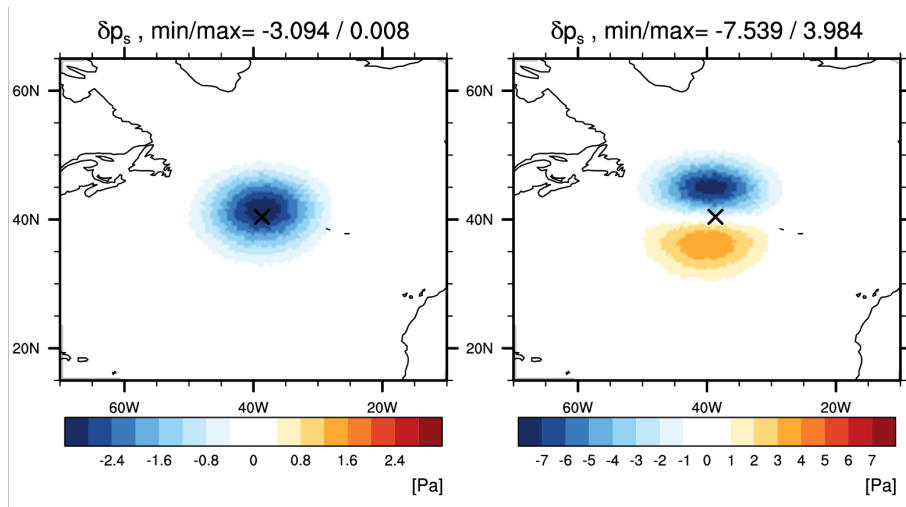 δpₛ , min/max= -3.094 / 0.008
60N
40N
20N
60W 40W 20W
-2.4 -1.6 -0.8 0 0.8 1.6 2.4
[Pa]
δpₛ , min/max= -7.539 / 3.984
60N
40N
20N
60W 40W 20W
-7 -6 -5 -4 -3 -2 -1 0 1 2 3 4 5 6 7
[Pa]